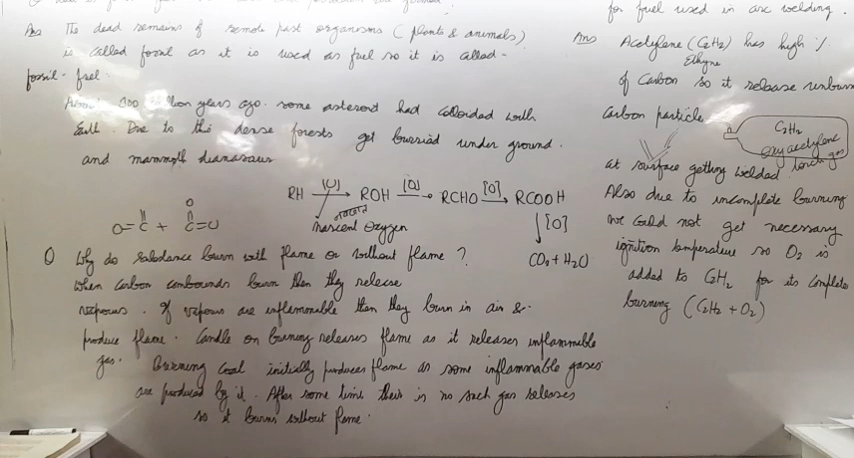 for fuel used in arc welding.
Ans The dead remains of remote past organisms (plants & animals)
is called fossil as it is used as fuel so it is called-
fossil-fuel.
About ago some asteroid had colloided with
Earth. Due to this dense forests get burried under ground.
and mammoth
RH [O] ROH [O] RCHO [O] RCOOH
नवजात
Nascent Oxygen
[O]
CO2 + H2O
O
O=C + C=O
Q Why do substance burn with flame or without flame?
When Carbon combounds burn then they release
vapours. If vapours are inflammable then they burn in air &-
produce flame. Candle on burning releases flame as it releases inflammable
gas. Burning Coal initially produces flame as some inflammable gases
are produced by it. After some time their is no such gas releases
so it burns without flame.
Ans Acetylene (C2H2) has high %
Ethyne
of Carbon so it release unburn
Carbon particle
C2H2
oxyacetylene
torch gas
at surface getting welded.
Also due to incomplete burning
we could not get necessary
ignition temperature so O2 is
added to C2H2 for its complete
burning (C2H2 + O2)